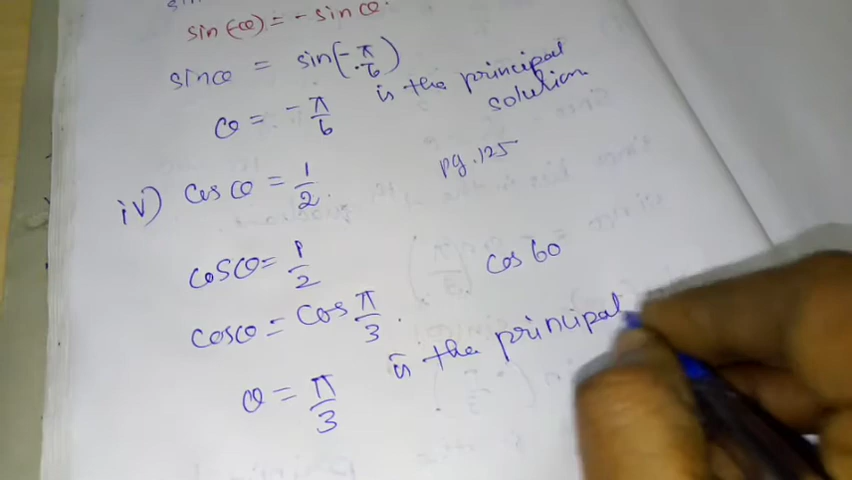 sin(-θ) = - sin θ.
sin θ = sin(-π/6)
θ = -π/6 is the principal solution
iv) Cos θ = 1/2 pg.125
cos θ = 1/2 cos 60
cos θ = cos π/3.
θ = π/3 is the principal